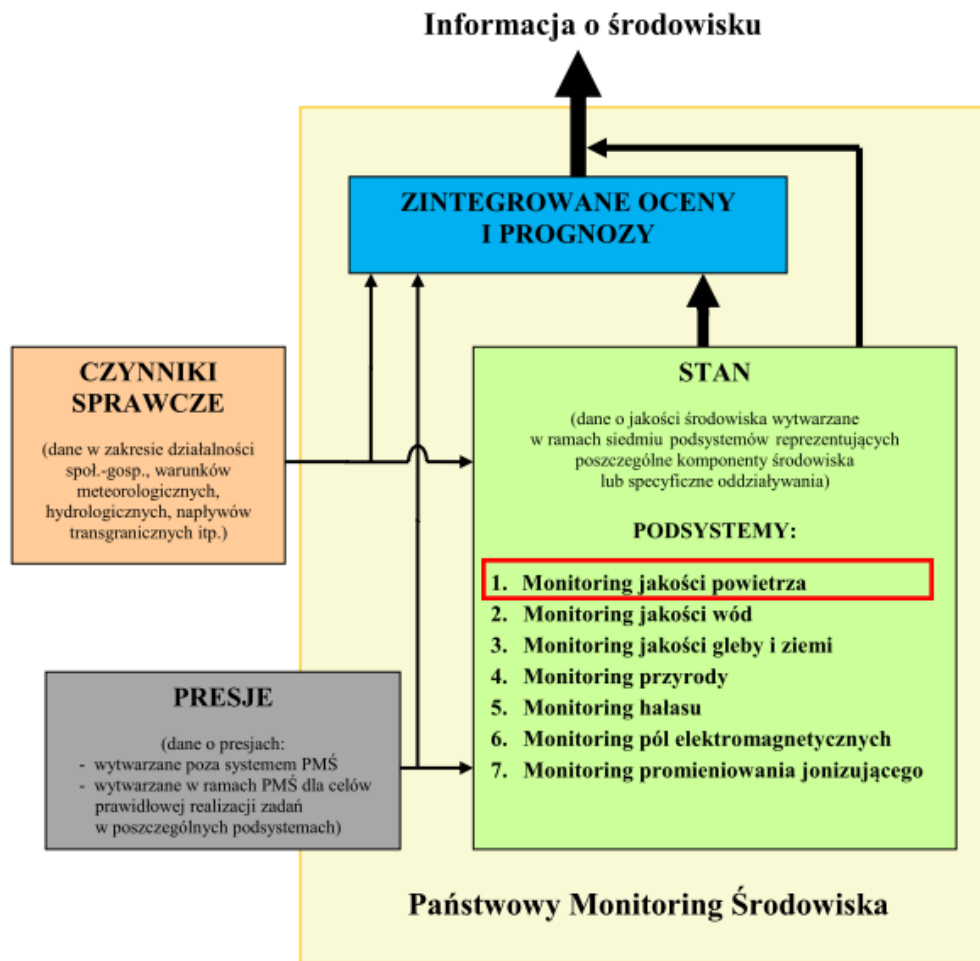 Informacja o środowisku
ZINTEGROWANE OCENY
I PROGNOZY
CZYNNIKI
SPRAWCZE
(dane w zakresie działalności
społ.-gosp., warunków
meteorologicznych,
hydrologicznych, napływów
transgranicznych itp.)
STAN
(dane o jakości środowiska wytwarzane
w ramach siedmiu podsystemów reprezentujących
poszczególne komponenty środowiska
lub specyficzne oddziaływania)
PODSYSTEMY:
1. Monitoring jakości powietrza
2. Monitoring jakości wód
3. Monitoring jakości gleby i ziemi
4. Monitoring przyrody
5. Monitoring hałasu
6. Monitoring pól elektromagnetycznych
7. Monitoring promieniowania jonizującego
PRESJE
(dane o presjach:
- wytwarzane poza systemem PMŚ
- wytwarzane w ramach PMŚ dla celów
prawidłowej realizacji zadań
w poszczególnych podsystemach)
Państwowy Monitoring Środowiska